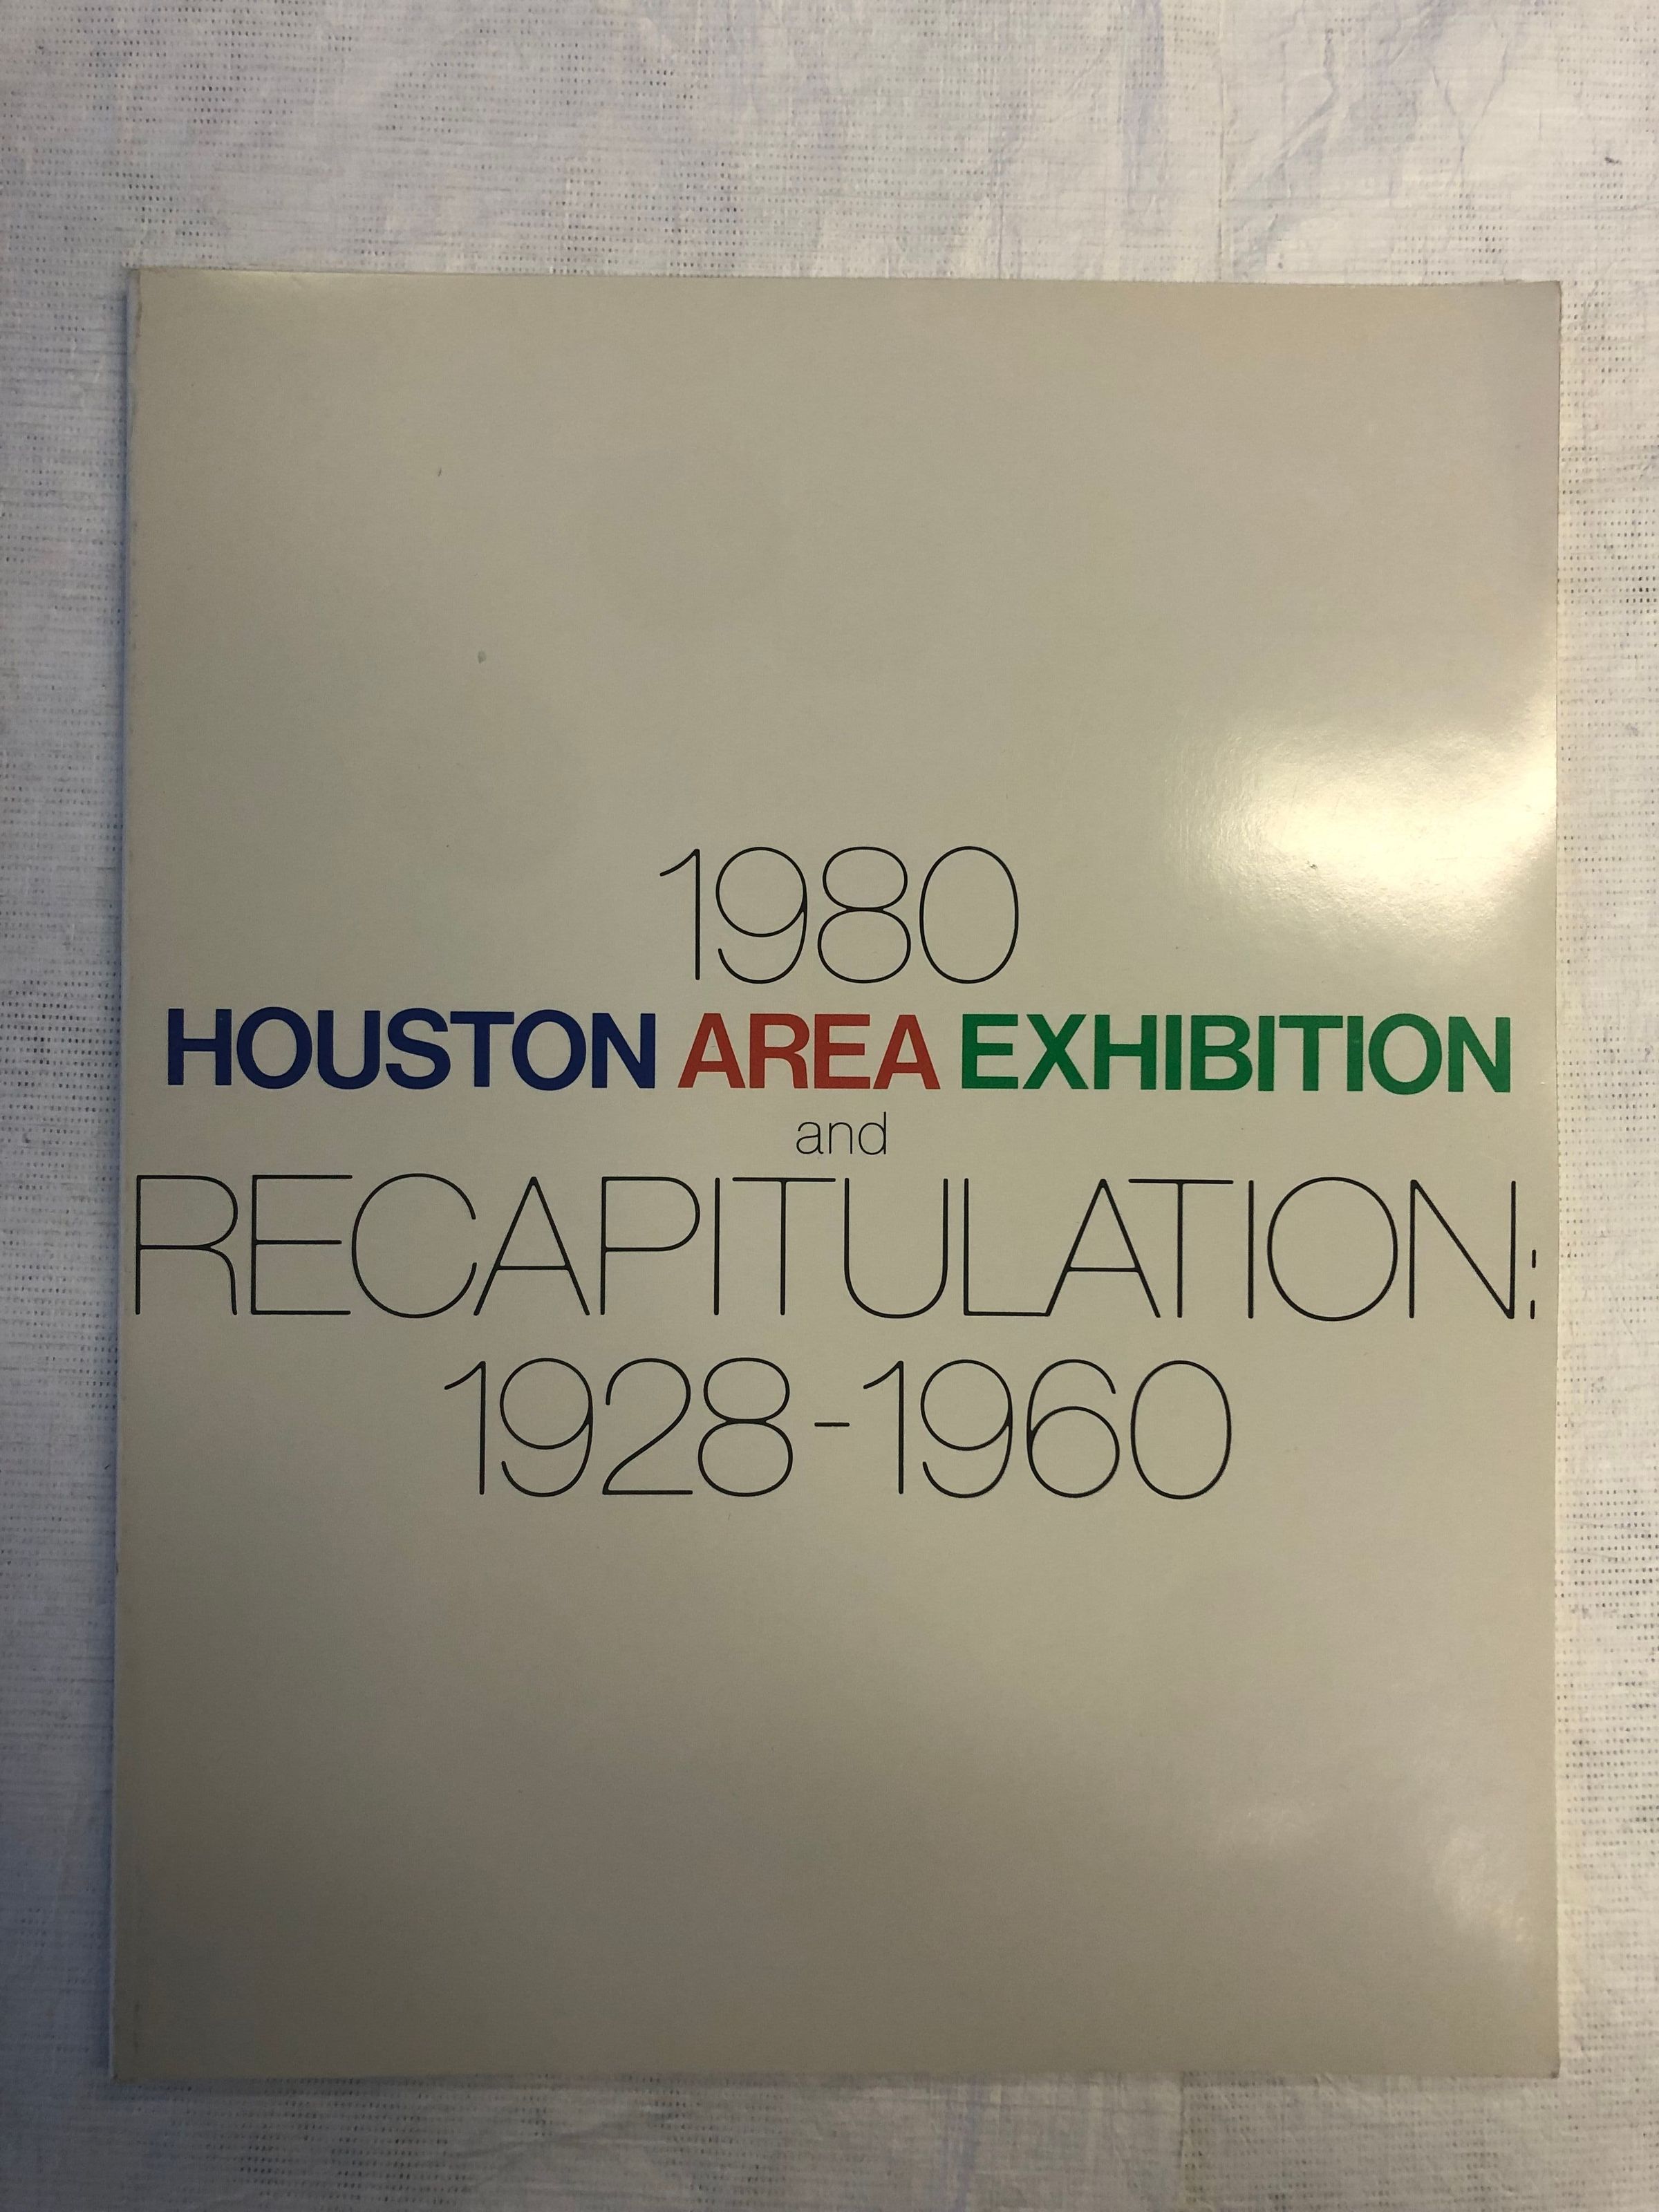 1980
HOUSTON AREA EXHIBITION
and
RECAPITULATION:
1928-1960